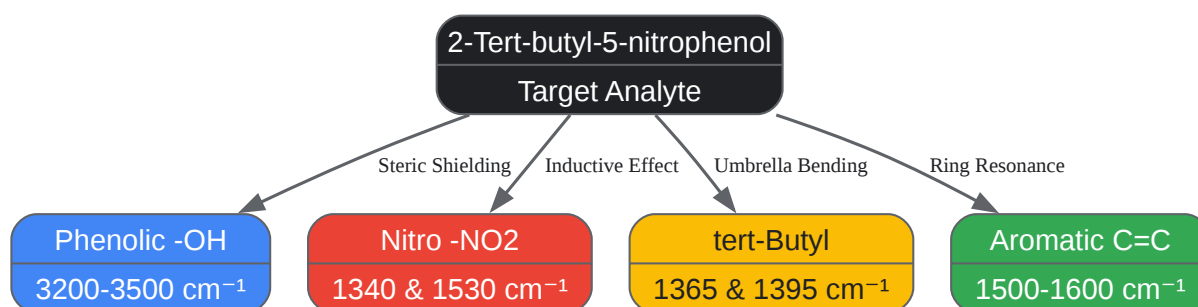 2-Tert-butyl-5-nitrophenol
Target Analyte
Steric Shielding
Inductive Effect
Umbrella Bending
Ring Resonance
Phenolic -OH
3200-3500 cm⁻¹
Nitro -NO2
1340 & 1530 cm⁻¹
tert-Butyl
1365 & 1395 cm⁻¹
Aromatic C=C
1500-1600 cm⁻¹